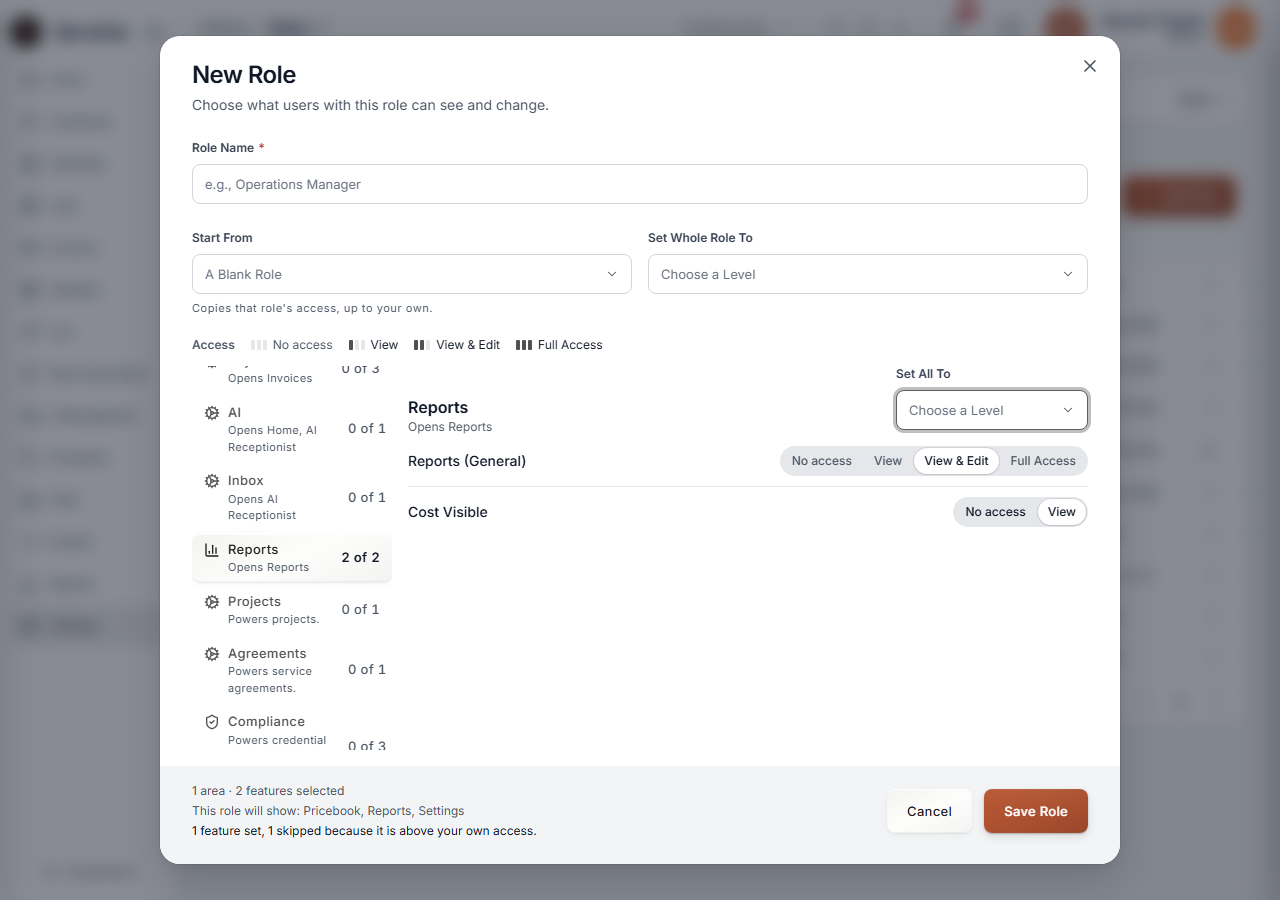 New Role
Choose what users with this role can see and change.
Role Name *
e.g., Operations Manager
Start From
Set Whole Role To
A Blank Role
Choose a Level
Copies that role's access, up to your own.
Access No access View View & Edit Full Access
0 of 3
Opens Invoices
AI
Opens Home, AI
Receptionist
0 of 1
Inbox
Opens AI
Receptionist
0 of 1
Reports
Opens Reports
2 of 2
Projects
Powers projects.
0 of 1
Agreements
Powers service
agreements.
0 of 1
Compliance
Powers credential
0 of 3
Set All To
Choose a Level
Reports
Opens Reports
Reports (General)
No access View View & Edit Full Access
Cost Visible
No access View
1 area · 2 features selected
This role will show: Pricebook, Reports, Settings
1 feature set, 1 skipped because it is above your own access.
Cancel
Save Role